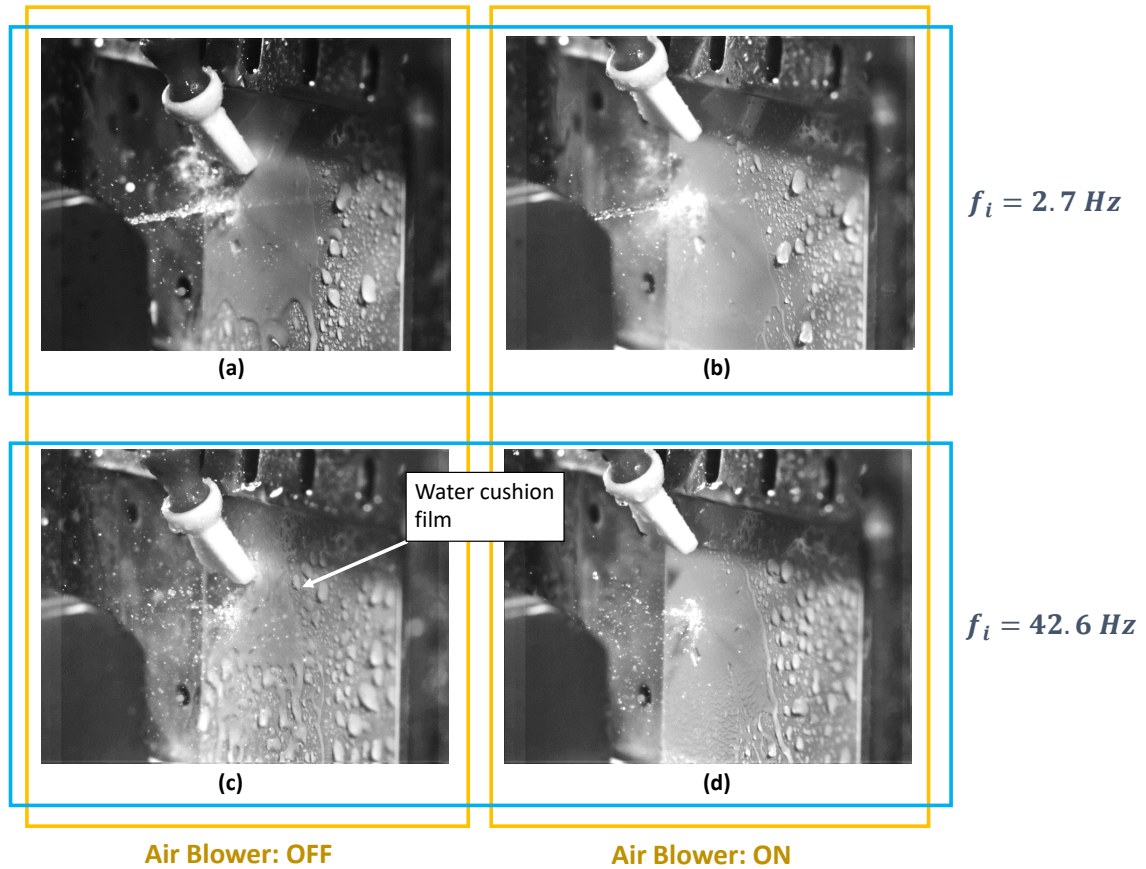 (a)
(b)
f_i = 2.7 Hz
Water cushion
film
(c)
(d)
f_i = 42.6 Hz
Air Blower: OFF
Air Blower: ON